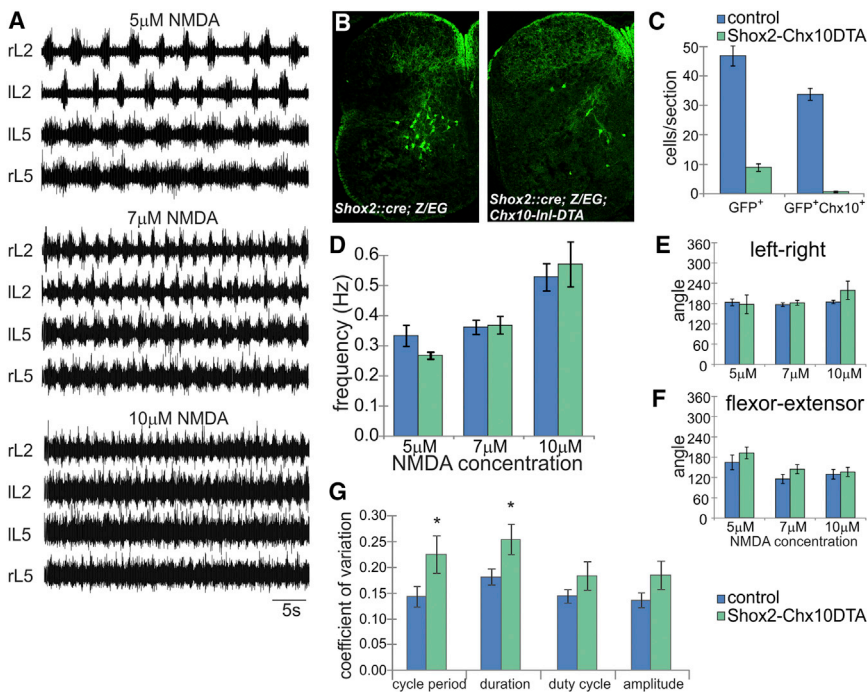 A
5μM NMDA
rL2
lL2
lL5
rL5
7μM NMDA
rL2
lL2
lL5
rL5
10μM NMDA
rL2
lL2
lL5
rL5
5s
B
Shox2::cre; Z/EG
Shox2::cre; Z/EG;
Chx10-lnl-DTA
C
control
Shox2-Chx10DTA
cells/section
50
40
30
20
10
0
GFP+
GFP+Chx10+
D
frequency (Hz)
0.6
0.5
0.4
0.3
0.2
0.1
0.0
5μM
7μM
10μM
NMDA concentration
E
left-right
angle
360
300
240
180
120
60
0
5μM
7μM
10μM
F
flexor-extensor
angle
360
300
240
180
120
60
0
5μM
7μM
10μM
NMDA concentration
G
coefficient of variation
0.30
0.25
0.20
0.15
0.10
0.05
0.00
*
*
cycle period
duration
duty cycle
amplitude
control
Shox2-Chx10DTA